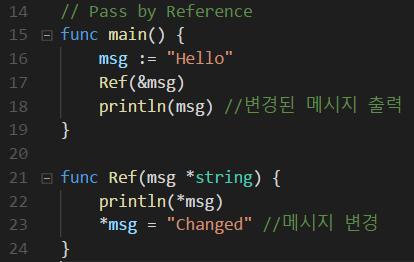 14 // Pass by Reference
15 func main() {
16     msg := "Hello"
17     Ref(&msg)
18     println(msg) //변경된 메시지 출력
19 }
20
21 func Ref(msg *string) {
22     println(*msg)
23     *msg = "Changed" //메시지 변경
24 }